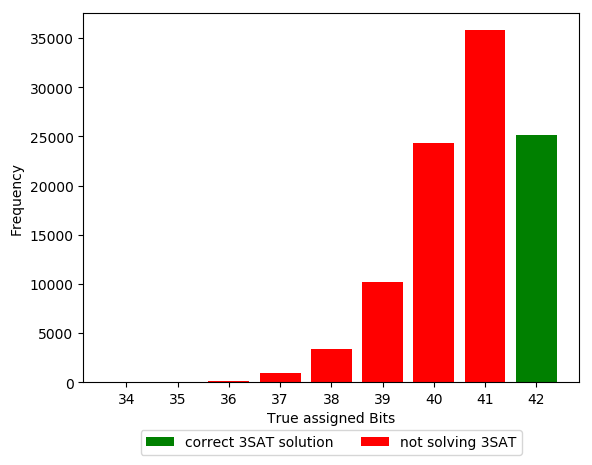 35000
30000
25000
20000
15000
10000
5000
0
Frequency
34 35 36 37 38 39 40 41 42
True assigned Bits
correct 3SAT solution not solving 3SAT